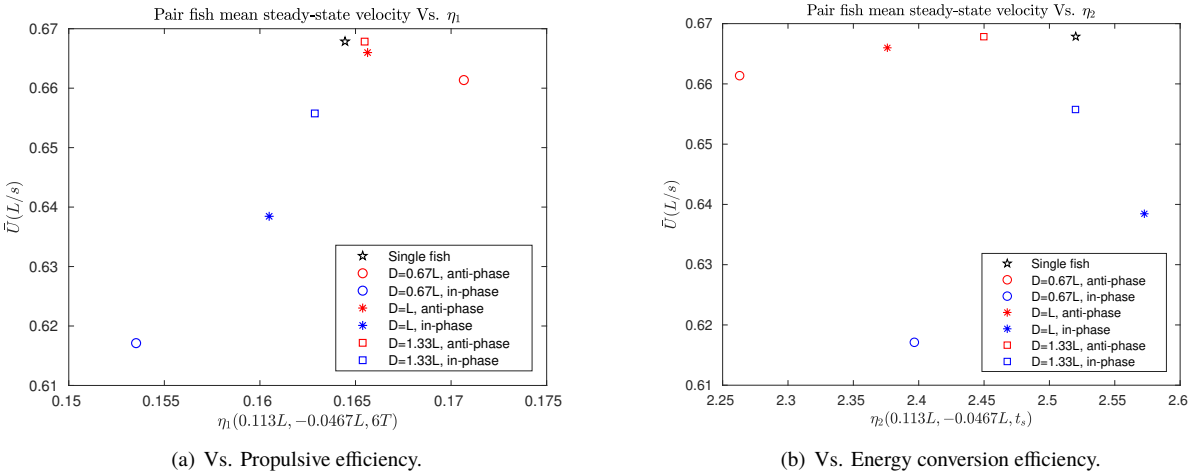 Pair fish mean steady-state velocity Vs. η₁
0.67
0.66
0.65
0.64
0.63
0.62
0.61
Ū(L/s)
Single fish
D=0.67L, anti-phase
D=0.67L, in-phase
D=L, anti-phase
D=L, in-phase
D=1.33L, anti-phase
D=1.33L, in-phase
0.15 0.155 0.16 0.165 0.17 0.175
η₁(0.113L, −0.0467L, 6T)
(a) Vs. Propulsive efficiency.
Pair fish mean steady-state velocity Vs. η₂
0.67
0.66
0.65
0.64
0.63
0.62
0.61
Ū(L/s)
Single fish
D=0.67L, anti-phase
D=0.67L, in-phase
D=L, anti-phase
D=L, in-phase
D=1.33L, anti-phase
D=1.33L, in-phase
2.25 2.3 2.35 2.4 2.45 2.5 2.55 2.6
η₂(0.113L, −0.0467L, tₛ)
(b) Vs. Energy conversion efficiency.